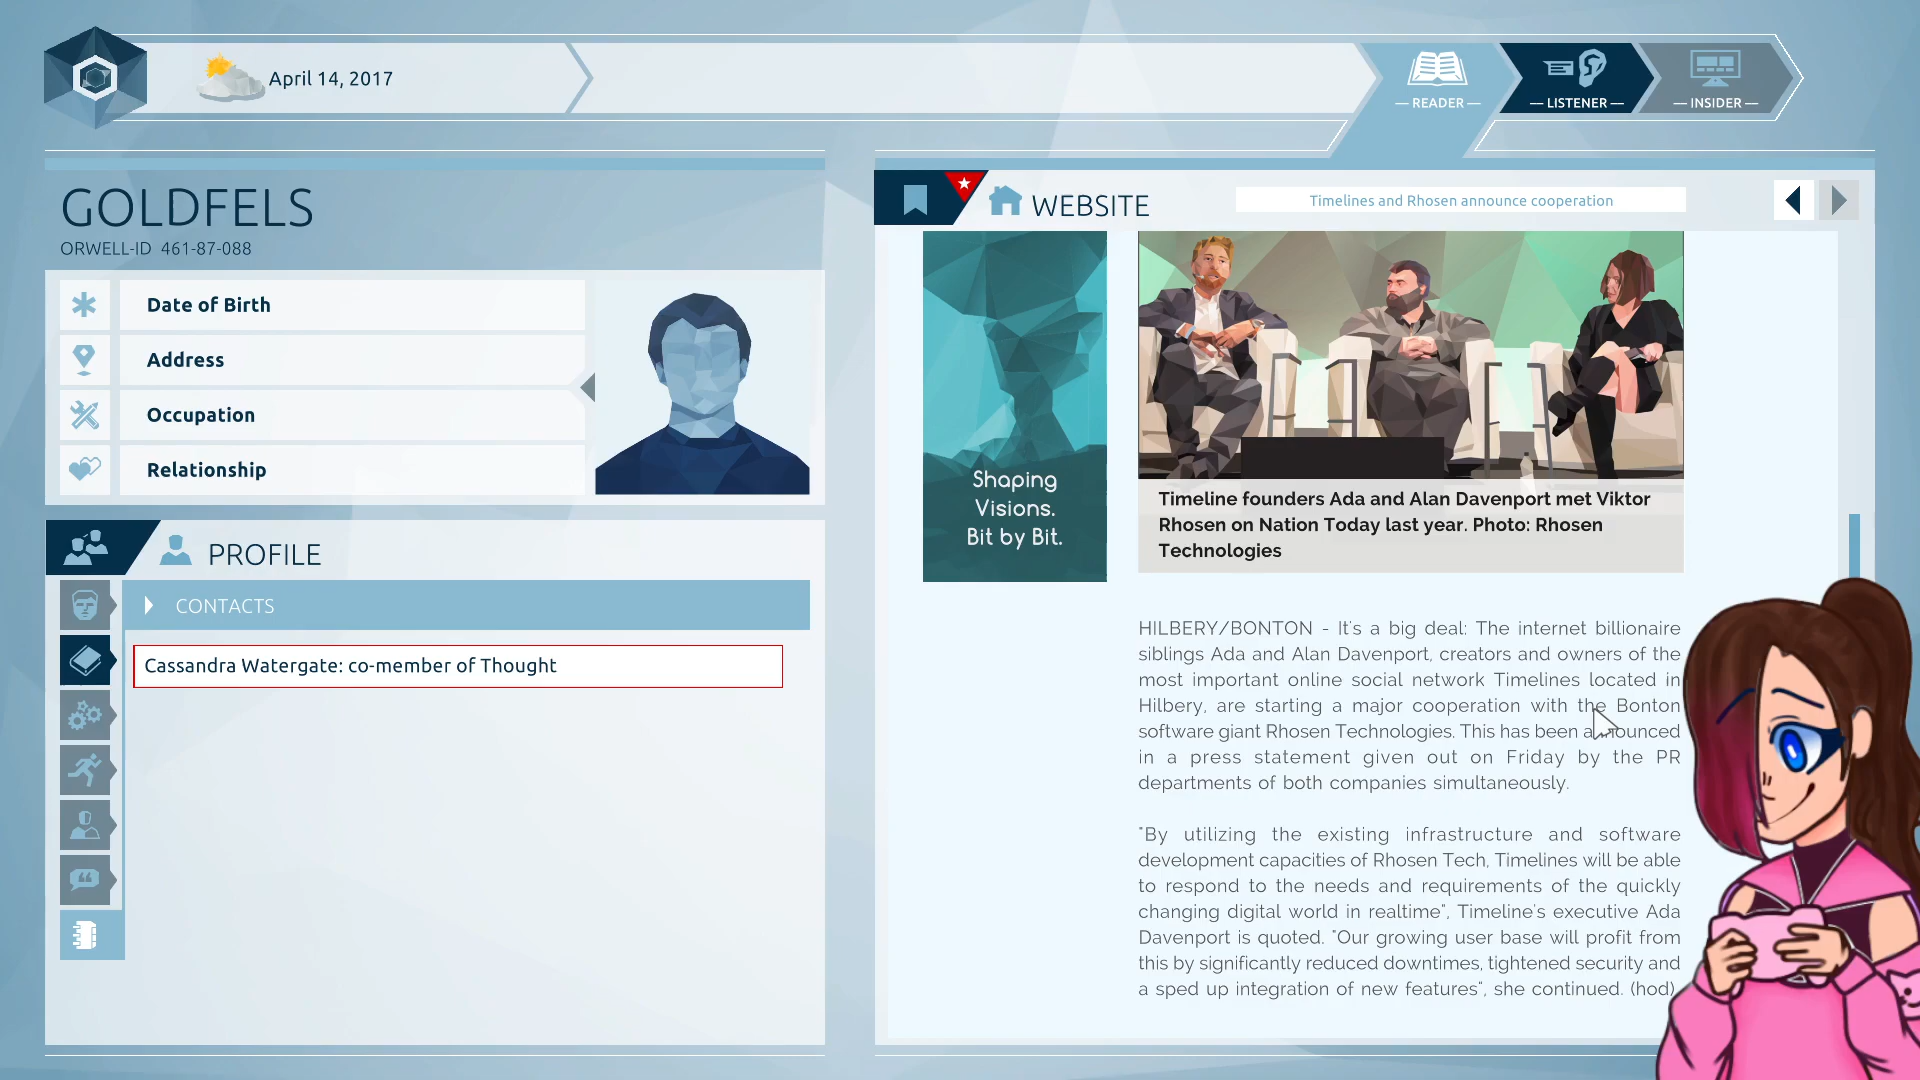 April 14, 2017
— READER —
— LISTENER —
— INSIDER —
GOLDFELS
ORWELL-ID 461-87-088
Date of Birth
Address
Occupation
Relationship
PROFILE
CONTACTS
Cassandra Watergate: co-member of Thought
WEBSITE
Timelines and Rhosen announce cooperation
Shaping
Visions.
Bit by Bit.
Timeline founders Ada and Alan Davenport met Viktor
Rhosen on Nation Today last year. Photo: Rhosen
Technologies
HILBERY/BONTON - It's a big deal: The internet billionaire
siblings Ada and Alan Davenport, creators and owners of the
most important online social network Timelines located in
Hilbery, are starting a major cooperation with the Bonton
software giant Rhosen Technologies. This has been announced
in a press statement given out on Friday by the PR
departments of both companies simultaneously.
"By utilizing the existing infrastructure and software
development capacities of Rhosen Tech, Timelines will be able
to respond to the needs and requirements of the quickly
changing digital world in realtime", Timeline's executive Ada
Davenport is quoted. "Our growing user base will profit from
this by significantly reduced downtimes, tightened security and
a sped up integration of new features", she continued. (hod)